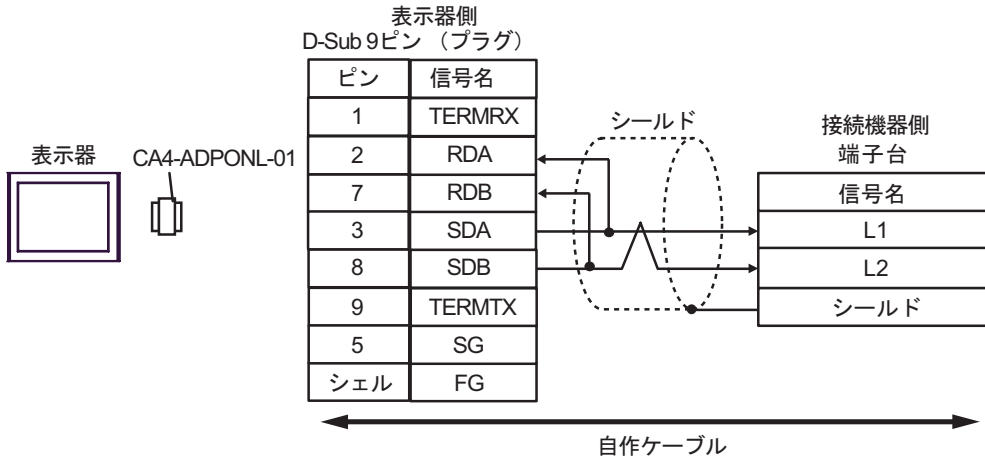 表示器側
D-Sub 9ピン （プラグ）
ピン 信号名
1 TERMRX
2 RDA
7 RDB
3 SDA
8 SDB
9 TERMTX
5 SG
シェル FG
表示器
CA4-ADPONL-01
シールド
接続機器側
端子台
信号名
L1
L2
シールド
自作ケーブル